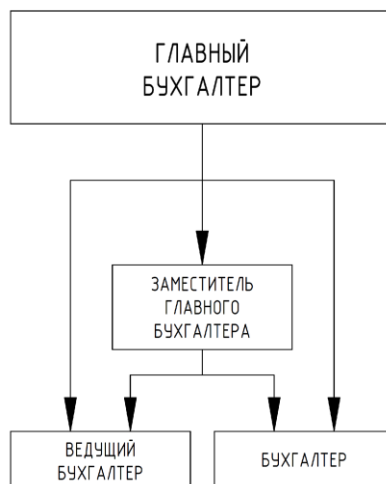 ГЛАВНЫЙ
БУХГАЛТЕР
ЗАМЕСТИТЕЛЬ
ГЛАВНОГО
БУХГАЛТЕРА
ВЕДУЩИЙ
БУХГАЛТЕР
БУХГАЛТЕР